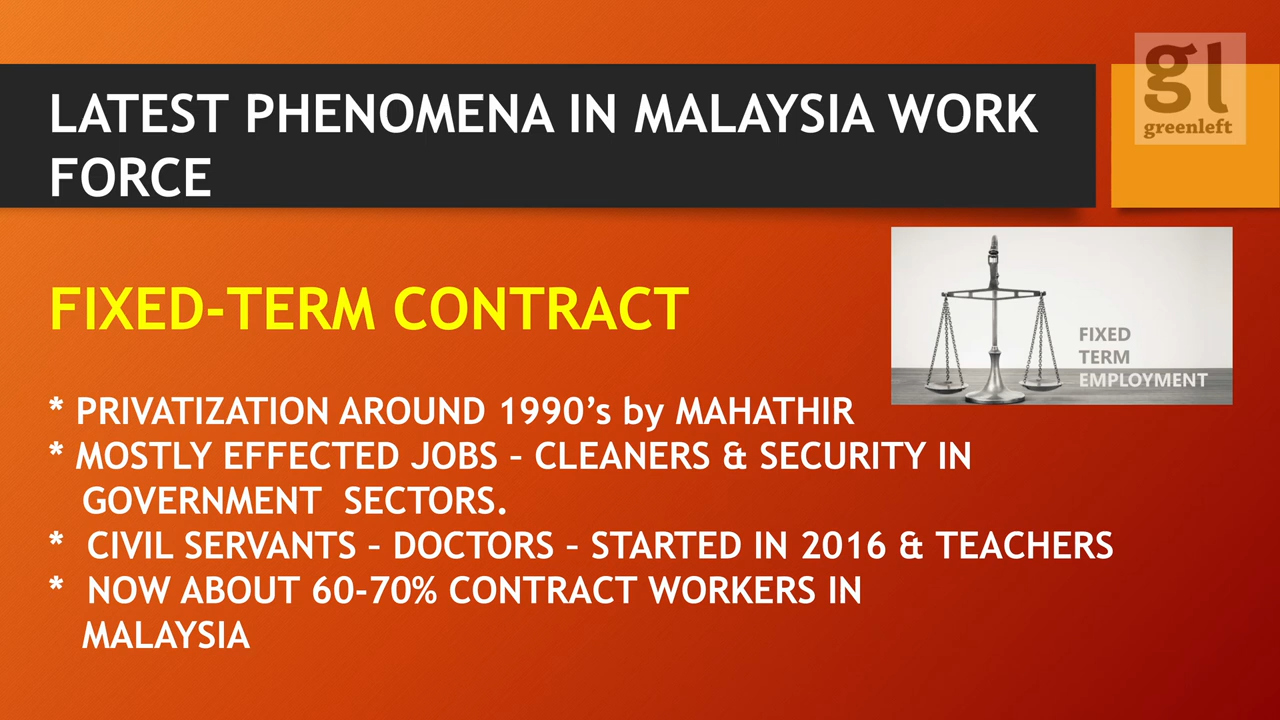 LATEST PHENOMENA IN MALAYSIA WORK
FORCE
gl
greenleft
FIXED-TERM CONTRACT
FIXED
TERM
EMPLOYMENT
* PRIVATIZATION AROUND 1990’s by MAHATHIR
* MOSTLY EFFECTED JOBS – CLEANERS & SECURITY IN
GOVERNMENT SECTORS.
* CIVIL SERVANTS – DOCTORS – STARTED IN 2016 & TEACHERS
* NOW ABOUT 60-70% CONTRACT WORKERS IN
MALAYSIA